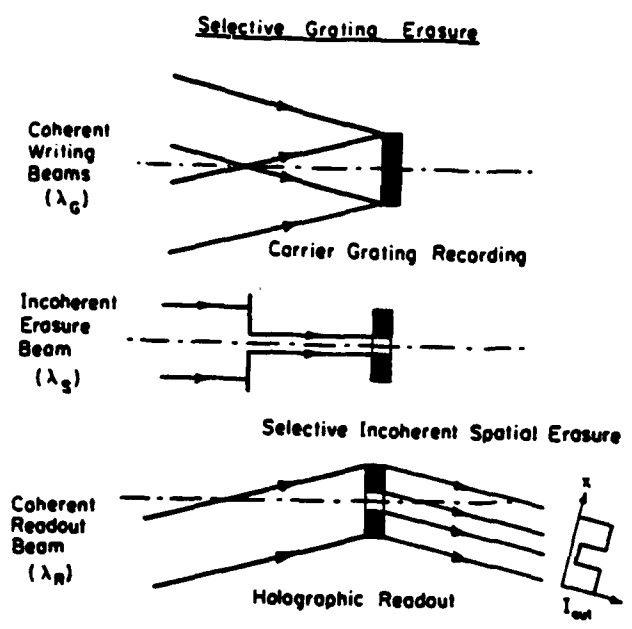 Selective Grating Erasure
Coherent
Writing
Beams
(λG)
Carrier Grating Recording
Incoherent
Erasure
Beam
(λS)
Selective Incoherent Spatial Erasure
Coherent
Readout
Beam
(λR)
Holographic Readout
x
Iout